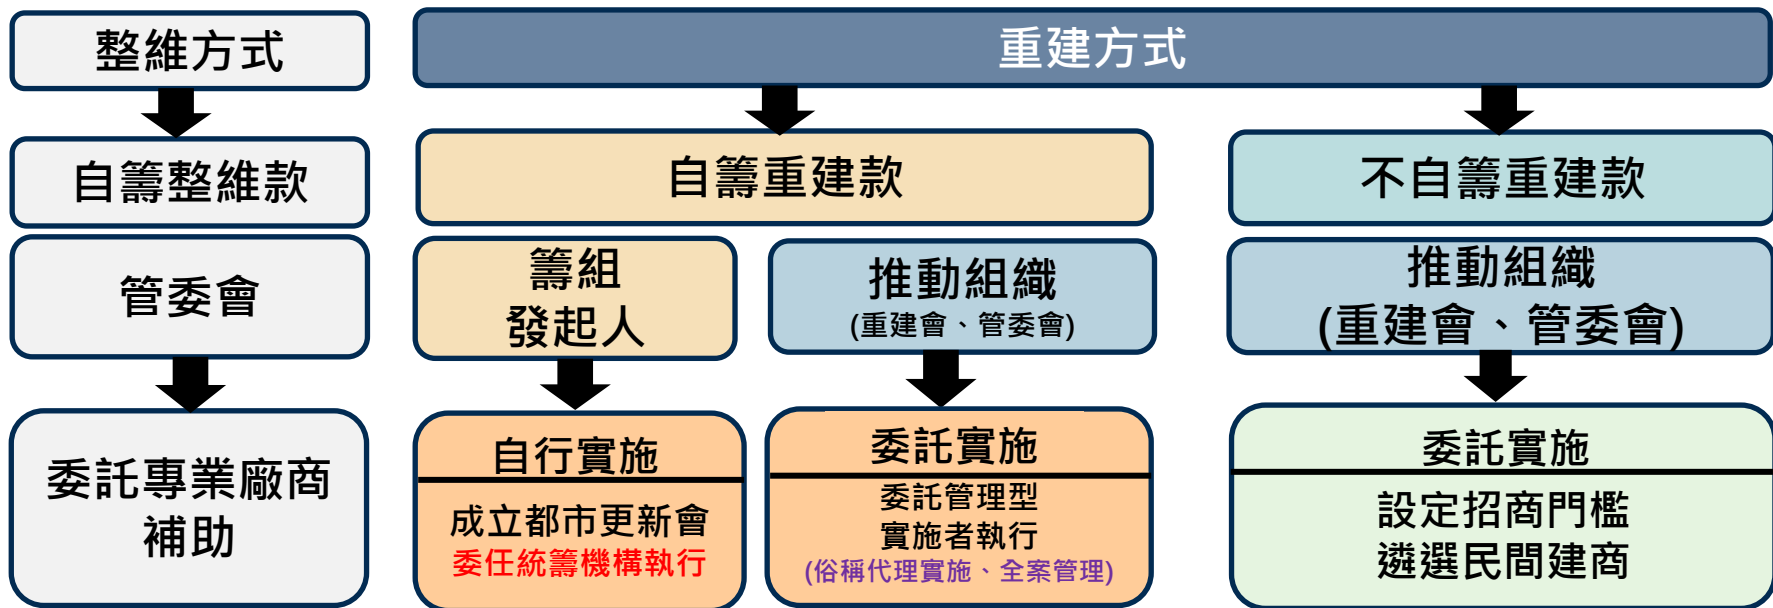 整維方式
重建方式
自籌整維款
自籌重建款
不自籌重建款
管委會
籌組
發起人
推動組織
(重建會、管委會)
推動組織
(重建會、管委會)
委託專業廠商
補助
自行實施
成立都市更新會
委任統籌機構執行
委託實施
委託管理型
實施者執行
(俗稱代理實施、全案管理)
委託實施
設定招商門檻
遴選民間建商